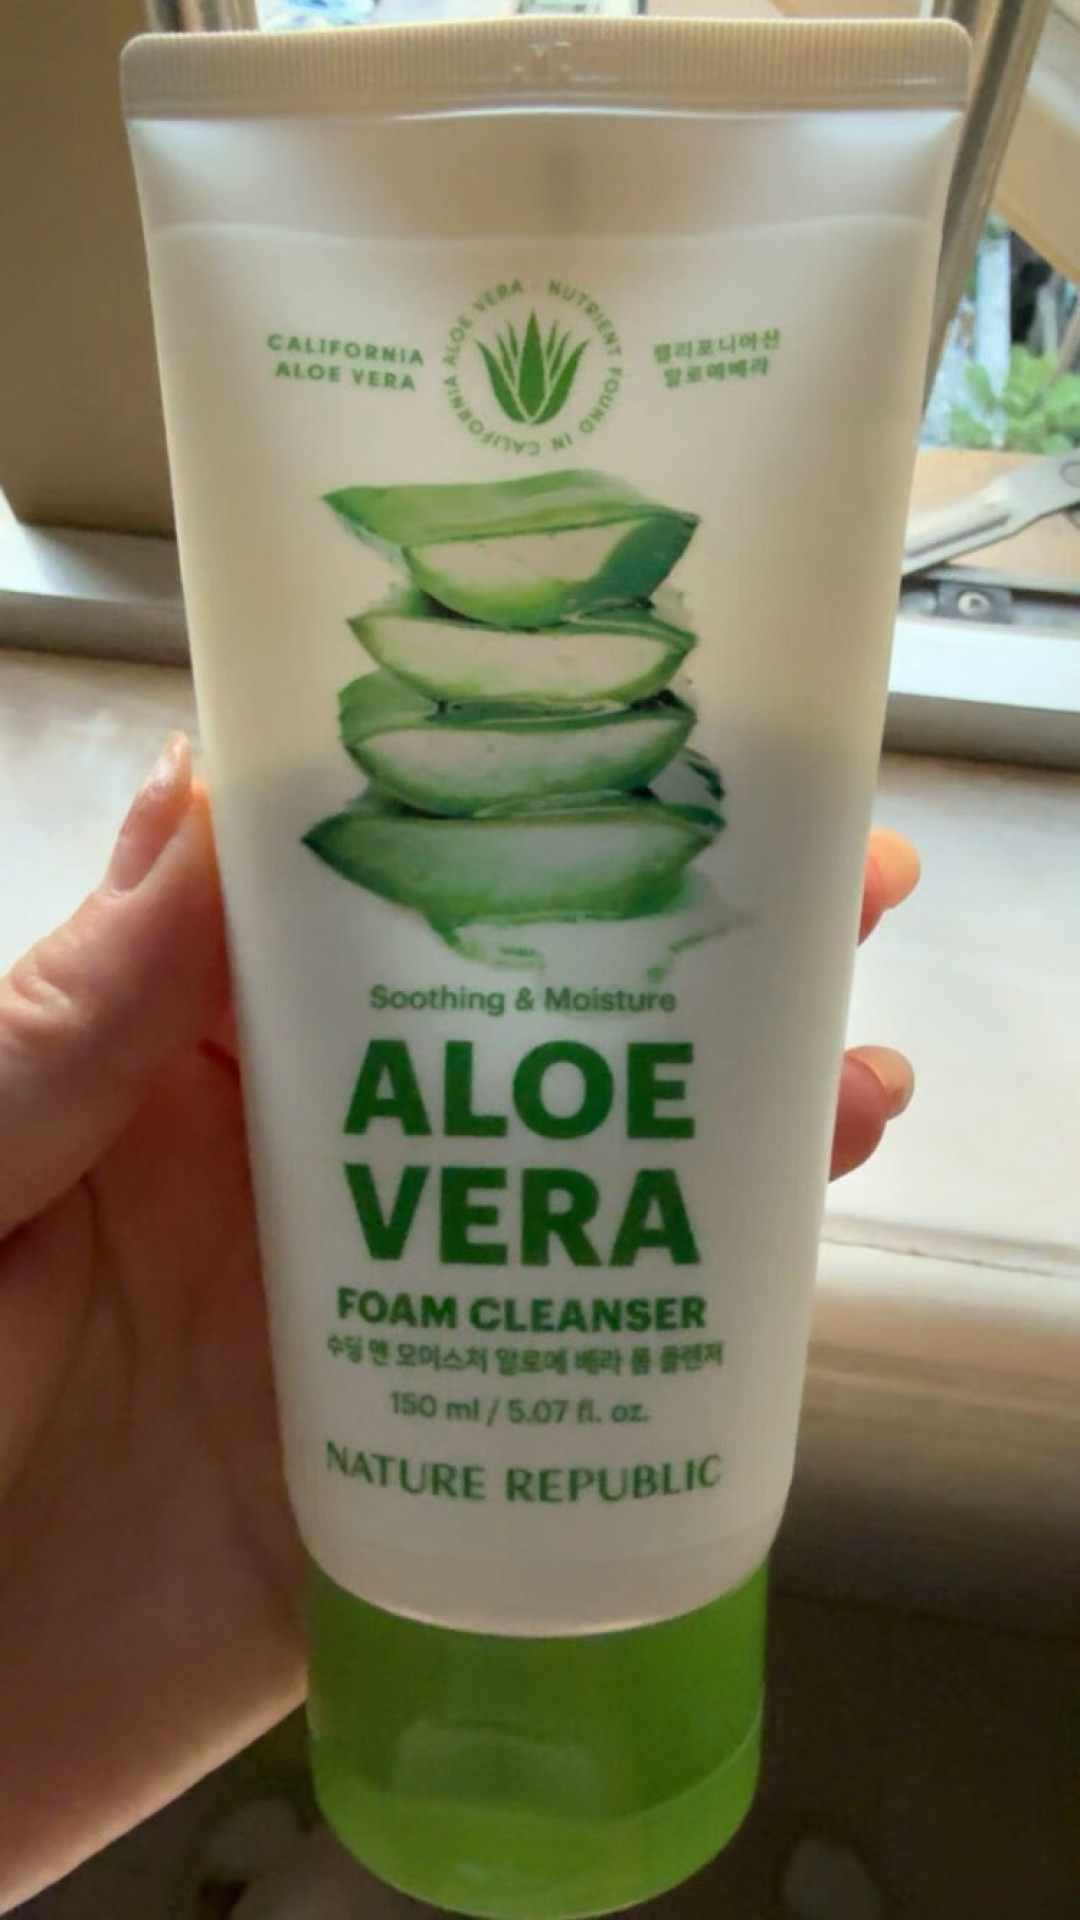 CALIFORNIA
ALOE VERA
CALIFORNIA ALOE VERA · NUTRIENT FOUND IN CALIFORNIA
캘리포니아산
알로에베라
Soothing & Moisture
ALOE
VERA
FOAM CLEANSER
수딩 앤 모이스처 알로에 베라 폼 클렌저
150 ml / 5.07 fl. oz.
NATURE REPUBLIC